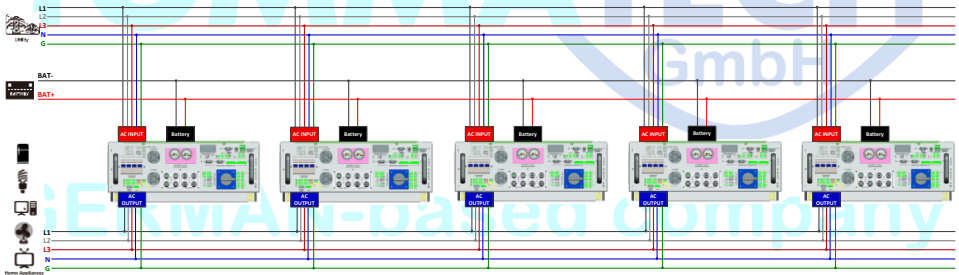 TOMMATECH
GmbH
GERMAN-based company
L1
L2
L3
N
G
Utility
BAT-
BATTERY
BAT+
AC INPUT
Battery
AC INPUT
Battery
AC INPUT
Battery
AC INPUT
Battery
AC INPUT
Battery
AC
OUTPUT
AC
OUTPUT
AC
OUTPUT
AC
OUTPUT
AC
OUTPUT
L1
L2
L3
N
G
Home Appliances